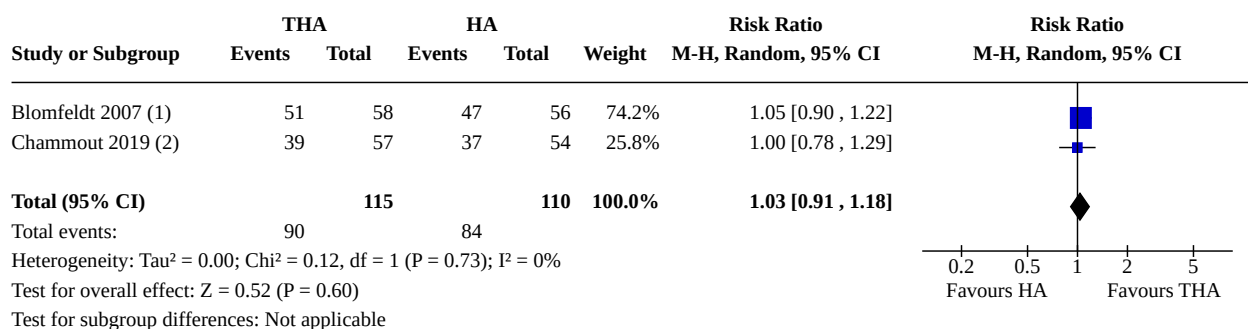 THA HA Risk Ratio Risk Ratio
Study or Subgroup Events Total Events Total Weight M-H, Random, 95% CI M-H, Random, 95% CI
Blomfeldt 2007 (1) 51 58 47 56 74.2% 1.05 [0.90 , 1.22]
Chammout 2019 (2) 39 57 37 54 25.8% 1.00 [0.78 , 1.29]
Total (95% CI) 115 110 100.0% 1.03 [0.91 , 1.18]
Total events: 90 84
Heterogeneity: Tau² = 0.00; Chi² = 0.12, df = 1 (P = 0.73); I² = 0%
0.2 0.5 1 2 5
Test for overall effect: Z = 0.52 (P = 0.60)
Favours HA Favours THA
Test for subgroup differences: Not applicable